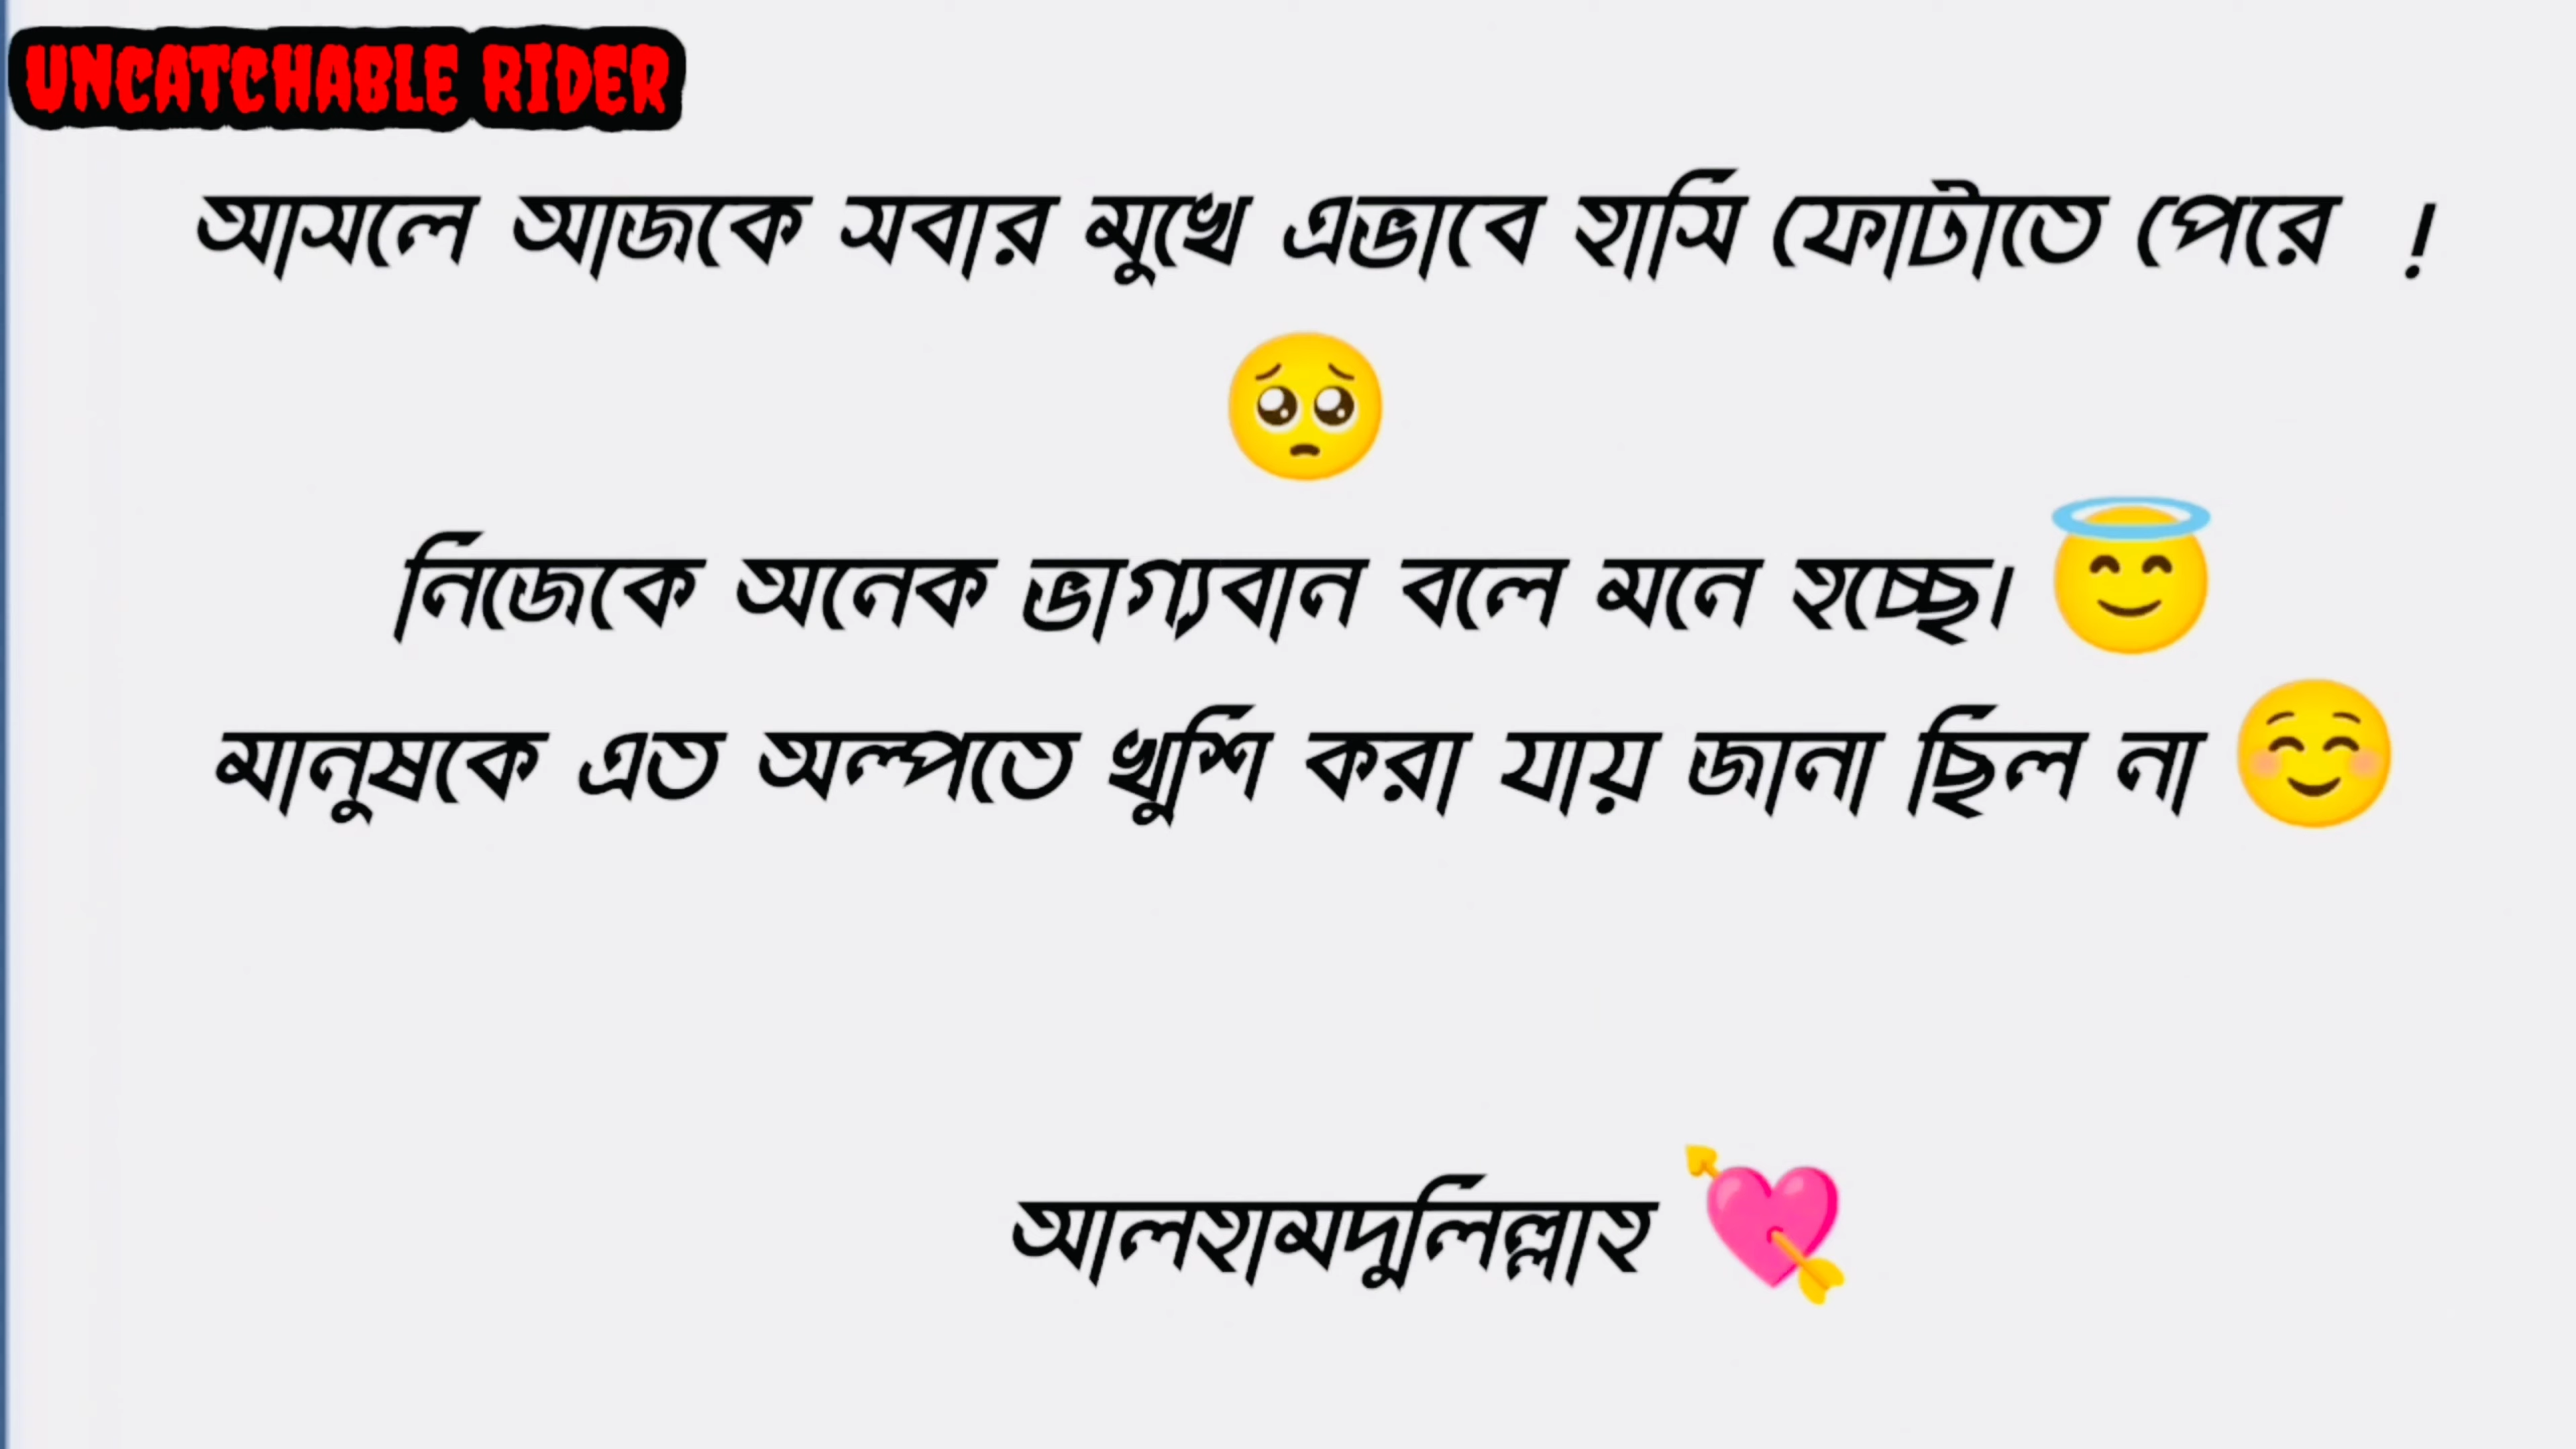 UNCATCHABLE RIDER
আসলে আজকে সবার মুখে এভাবে হাসি ফোটাতে পেরে !
🥺
নিজেকে অনেক ভাগ্যবান বলে মনে হচ্ছে। 😇
মানুষকে এত অল্পতে খুশি করা যায় জানা ছিল না ☺️
আলহামদুলিল্লাহ 💘